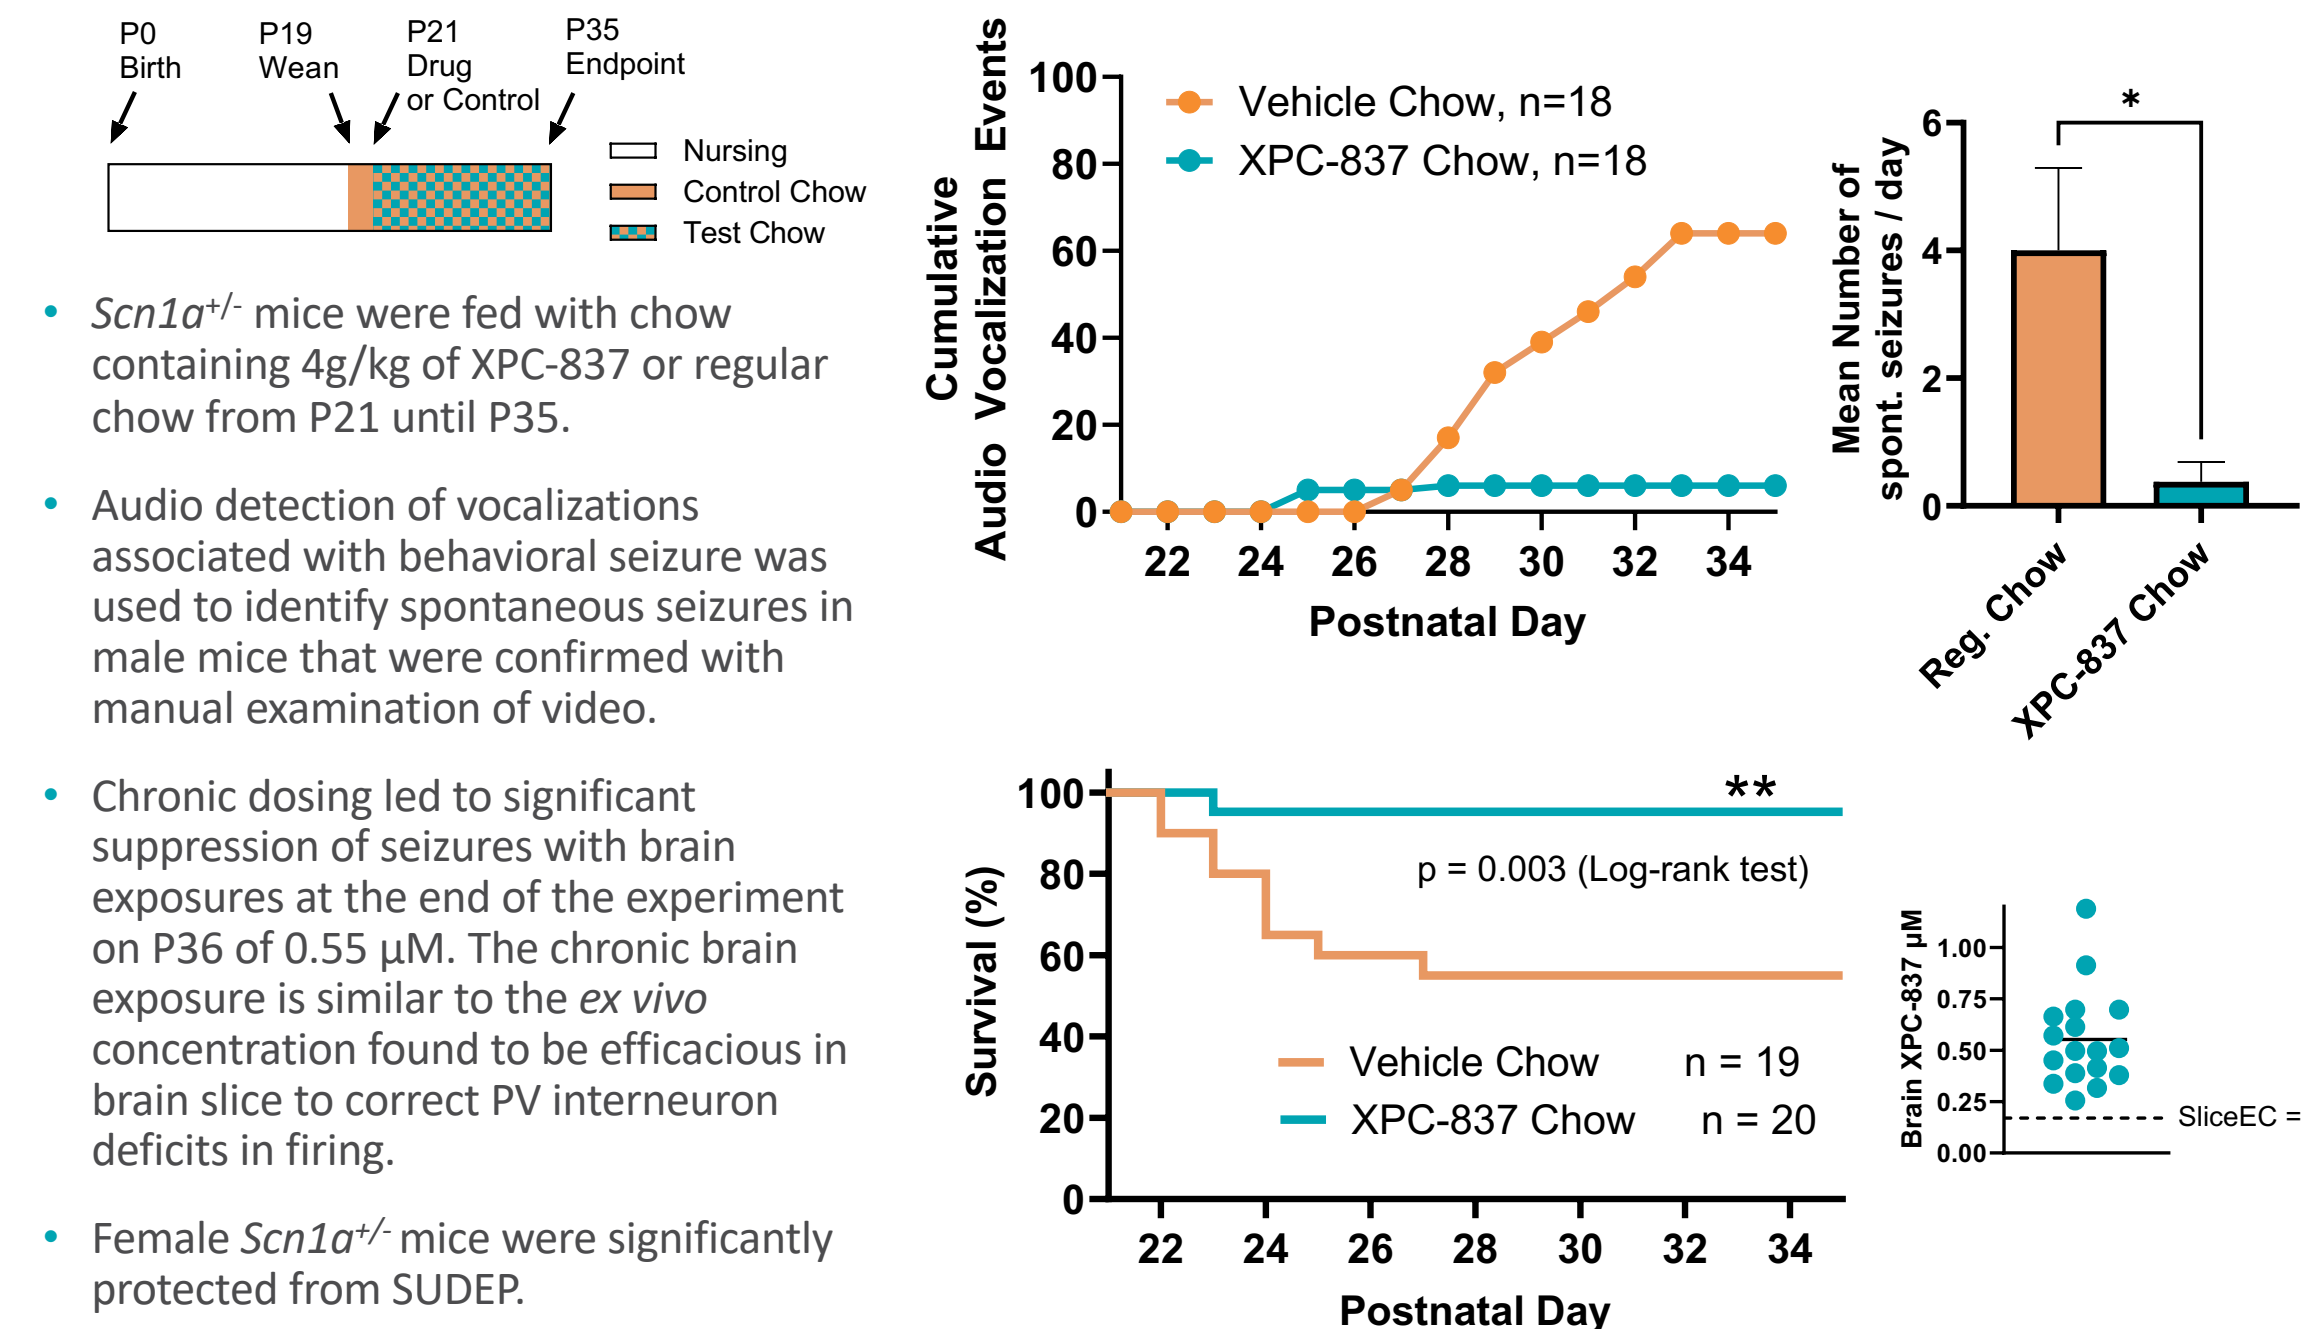 P0
Birth
P19
Wean
P21
Drug
or Control
P35
Endpoint
Nursing
Control Chow
Test Chow
• Scn1a+/- mice were fed with chow
containing 4g/kg of XPC-837 or regular
chow from P21 until P35.
• Audio detection of vocalizations
associated with behavioral seizure was
used to identify spontaneous seizures in
male mice that were confirmed with
manual examination of video.
• Chronic dosing led to significant
suppression of seizures with brain
exposures at the end of the experiment
on P36 of 0.55 µM. The chronic brain
exposure is similar to the ex vivo
concentration found to be efficacious in
brain slice to correct PV interneuron
deficits in firing.
• Female Scn1a+/- mice were significantly
protected from SUDEP.
Cumulative
Audio Vocalization Events
100
80
60
40
20
0
Vehicle Chow, n=18
XPC-837 Chow, n=18
22 24 26 28 30 32 34
Postnatal Day
Mean Number of
spont. seizures / day
6
4
2
0
*
Reg. Chow
XPC-837 Chow
Survival (%)
100
80
60
40
20
0
**
p = 0.003 (Log-rank test)
Vehicle Chow n = 19
XPC-837 Chow n = 20
22 24 26 28 30 32 34
Postnatal Day
Brain XPC-837 µM
1.00
0.75
0.50
0.25
0.00
SliceEC =